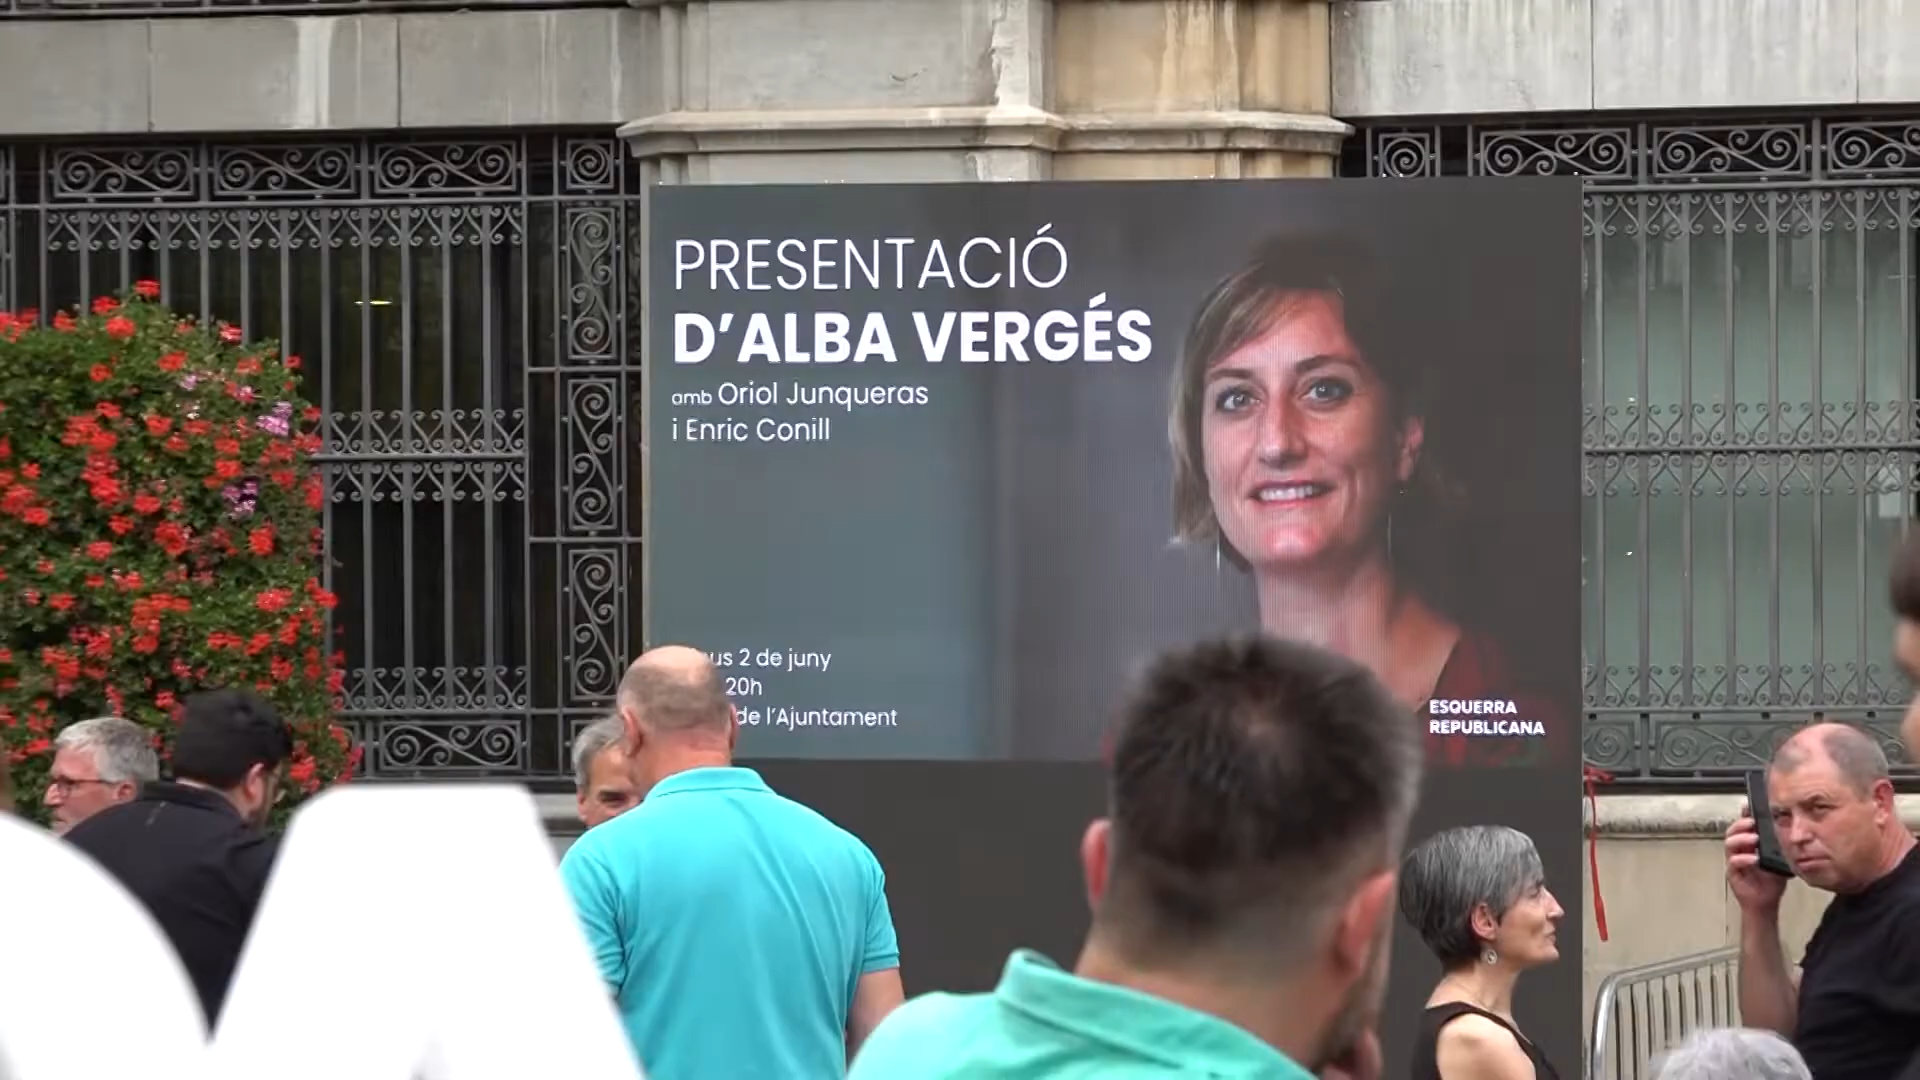 PRESENTACIÓ
D'ALBA VERGÉS
amb Oriol Junqueras
i Enric Conill
2 de juny
20h
de l'Ajuntament
ESQUERRA
REPUBLICANA